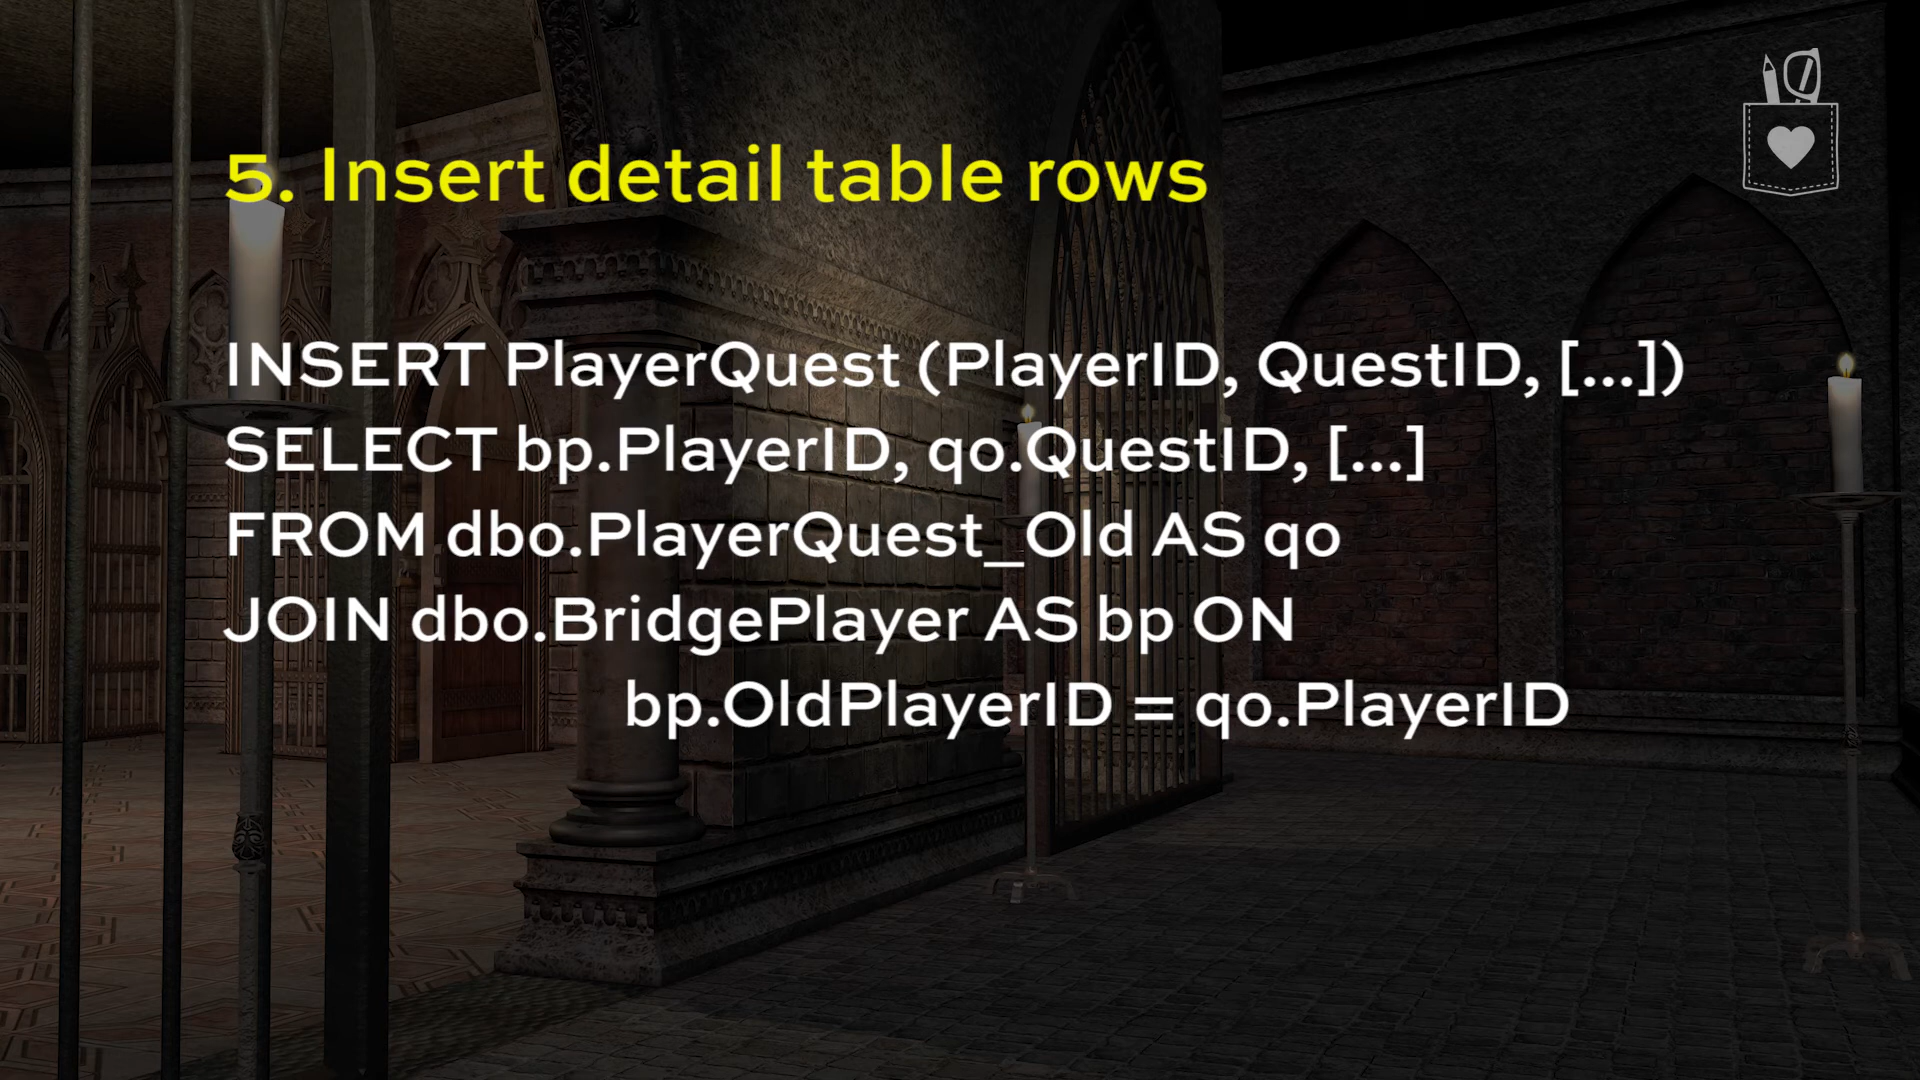 5. Insert detail table rows
INSERT PlayerQuest (PlayerID, QuestID, [...])
SELECT bp.PlayerID, qo.QuestID, [...]
FROM dbo.PlayerQuest_Old AS qo
JOIN dbo.BridgePlayer AS bp ON
bp.OldPlayerID = qo.PlayerID